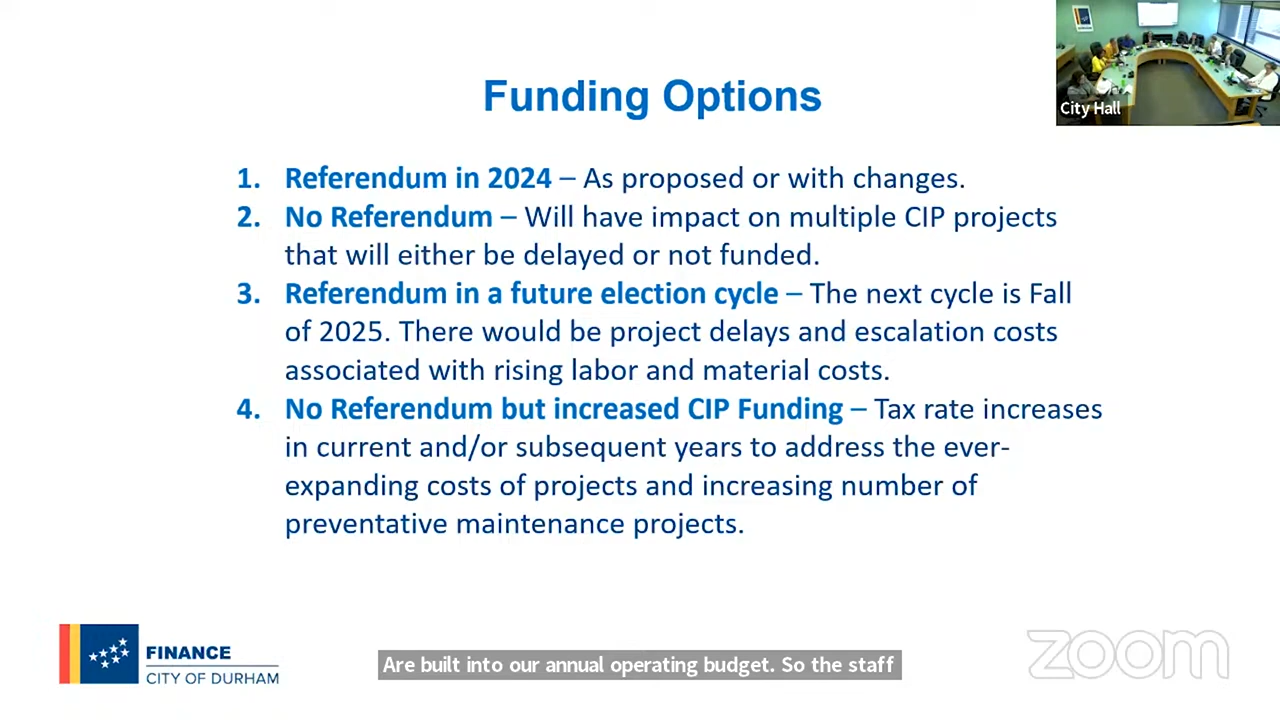 City Hall
Funding Options
1. Referendum in 2024 – As proposed or with changes.
2. No Referendum – Will have impact on multiple CIP projects
that will either be delayed or not funded.
3. Referendum in a future election cycle – The next cycle is Fall
of 2025. There would be project delays and escalation costs
associated with rising labor and material costs.
4. No Referendum but increased CIP Funding – Tax rate increases
in current and/or subsequent years to address the ever-
expanding costs of projects and increasing number of
preventative maintenance projects.
FINANCE
CITY OF DURHAM
Are built into our annual operating budget. So the staff
zoom